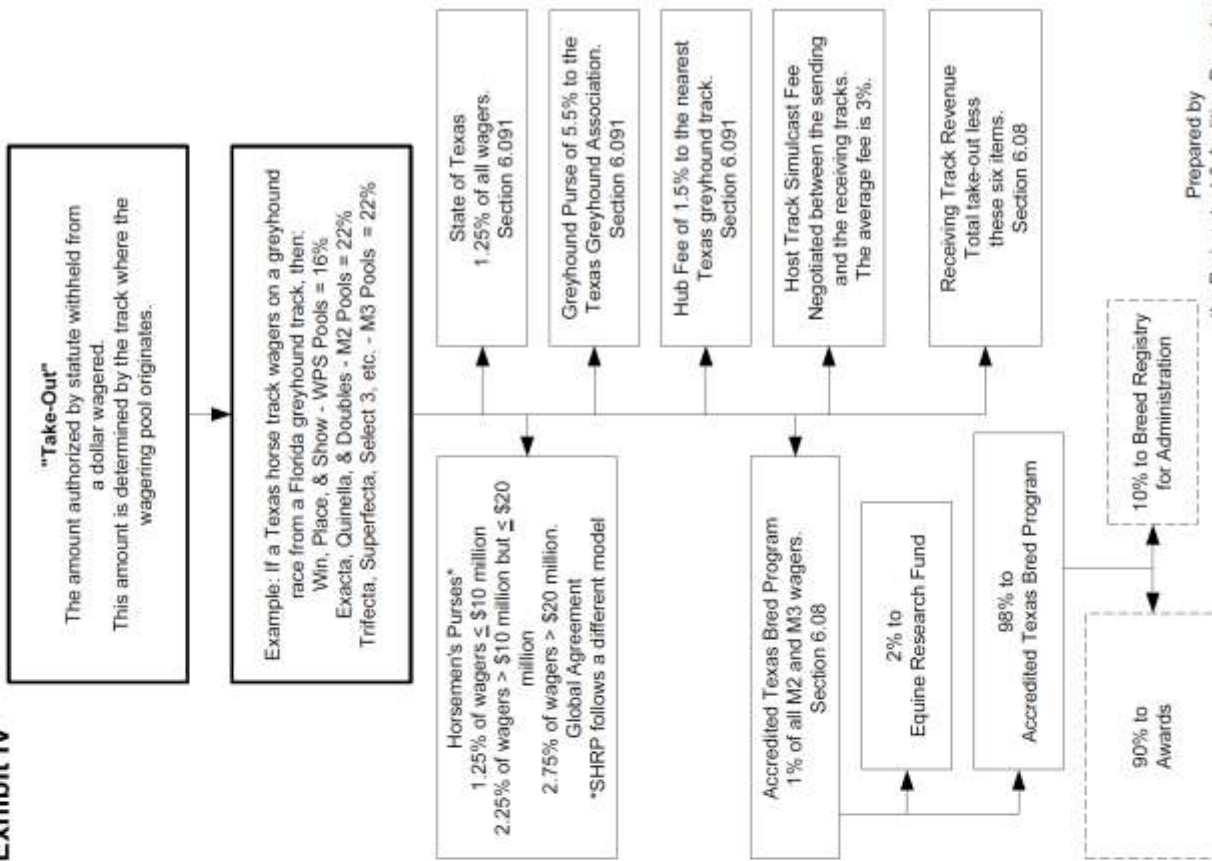 Exhibit IV
"Take-Out"
The amount authorized by statute withheld from
a dollar wagered.
This amount is determined by the track where the
wagering pool originates.
Example: If a Texas horse track wagers on a greyhound
race from a Florida greyhound track, then:
Win, Place, & Show - WPS Pools = 16%
Exacta, Quinella, & Doubles - M2 Pools = 22%
Trifecta, Superfecta, Select 3, etc. - M3 Pools = 22%
Horsemen's Purses*
1.25% of wagers ≤ $10 million
2.25% of wagers > $10 million but ≤ $20
million
2.75% of wagers > $20 million.
Global Agreement
*SHRP follows a different model
State of Texas
1.25% of all wagers.
Section 6.091
Greyhound Purse of 5.5% to the
Texas Greyhound Association.
Section 6.091
Hub Fee of 1.5% to the nearest
Texas greyhound track.
Section 6.091
Host Track Simulcast Fee
Negotiated between the sending
and the receiving tracks.
The average fee is 3%.
Accredited Texas Bred Program
1% of all M2 and M3 wagers.
Section 6.08
2% to
Equine Research Fund
98% to
Accredited Texas Bred Program
Receiving Track Revenue
Total take-out less
these six items.
Section 6.08
90% to
Awards
10% to Breed Registry
for Administration
Prepared by